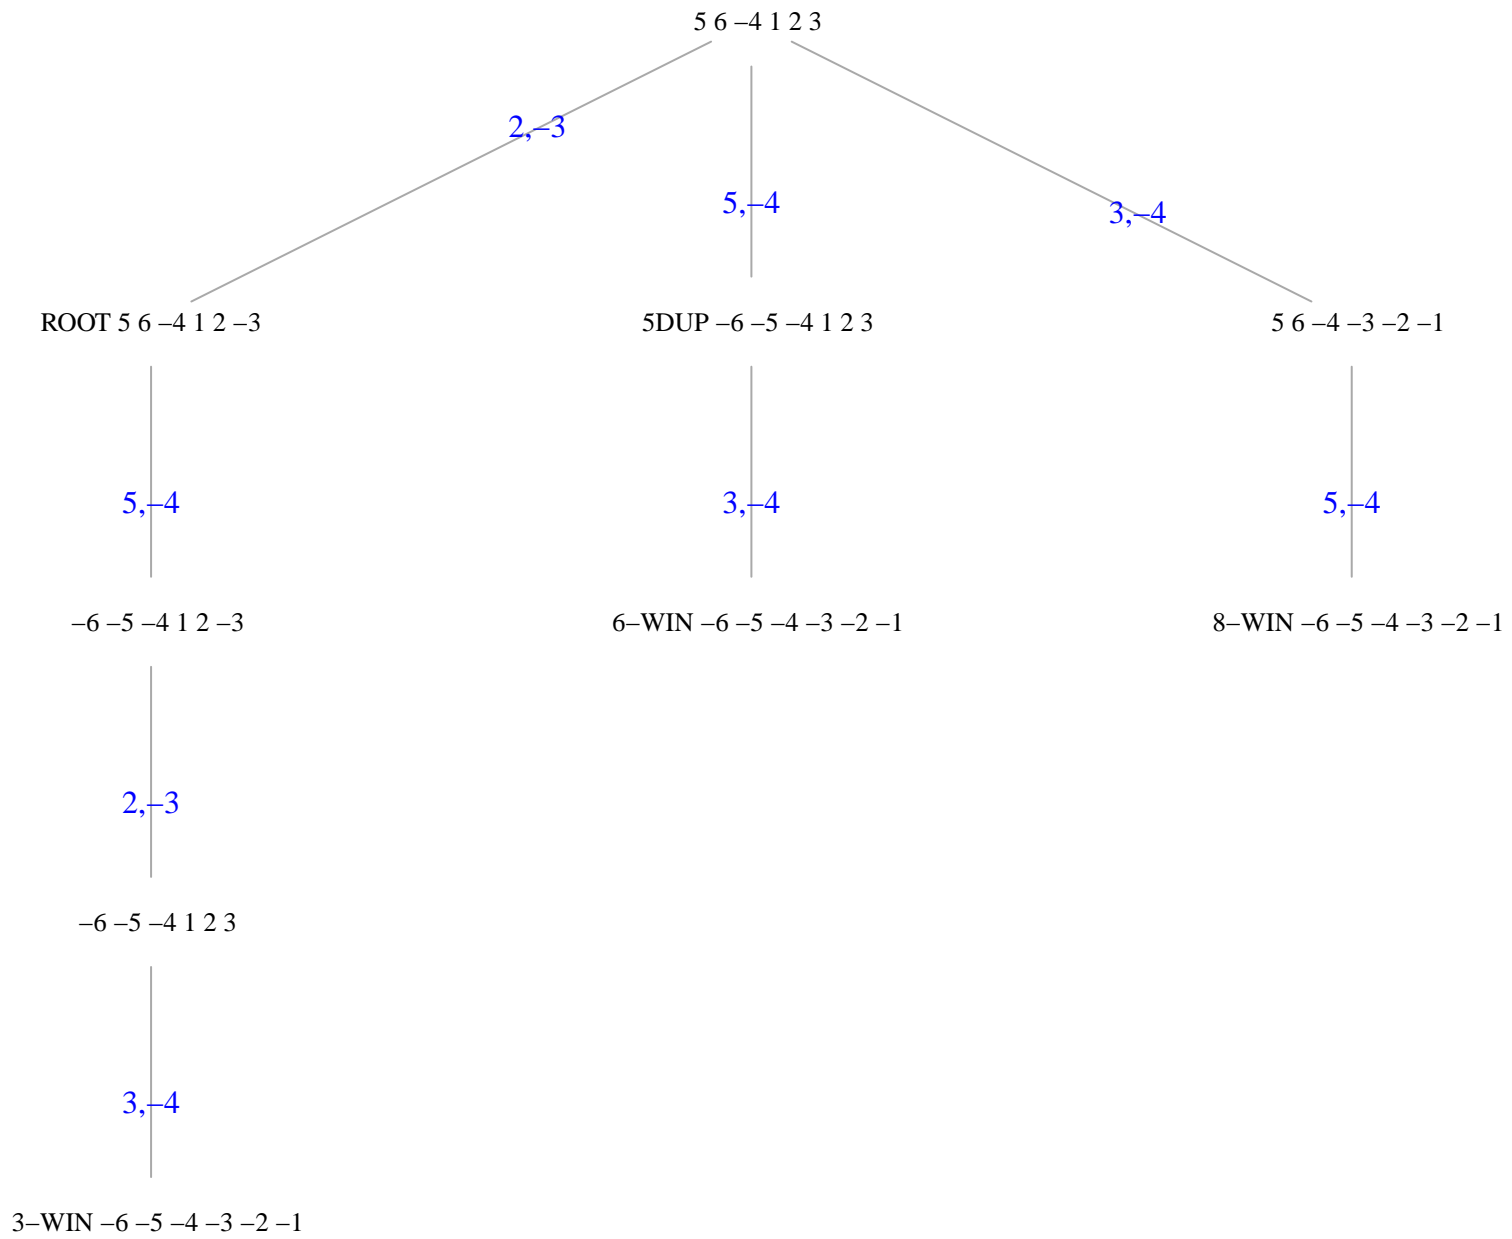 5 6 –4 1 2 3
2,–3
5,–4
3,–4
ROOT 5 6 –4 1 2 –3
5DUP –6 –5 –4 1 2 3
5 6 –4 –3 –2 –1
5,–4
3,–4
5,–4
–6 –5 –4 1 2 –3
6–WIN –6 –5 –4 –3 –2 –1
8–WIN –6 –5 –4 –3 –2 –1
2,–3
–6 –5 –4 1 2 3
3,–4
3–WIN –6 –5 –4 –3 –2 –1